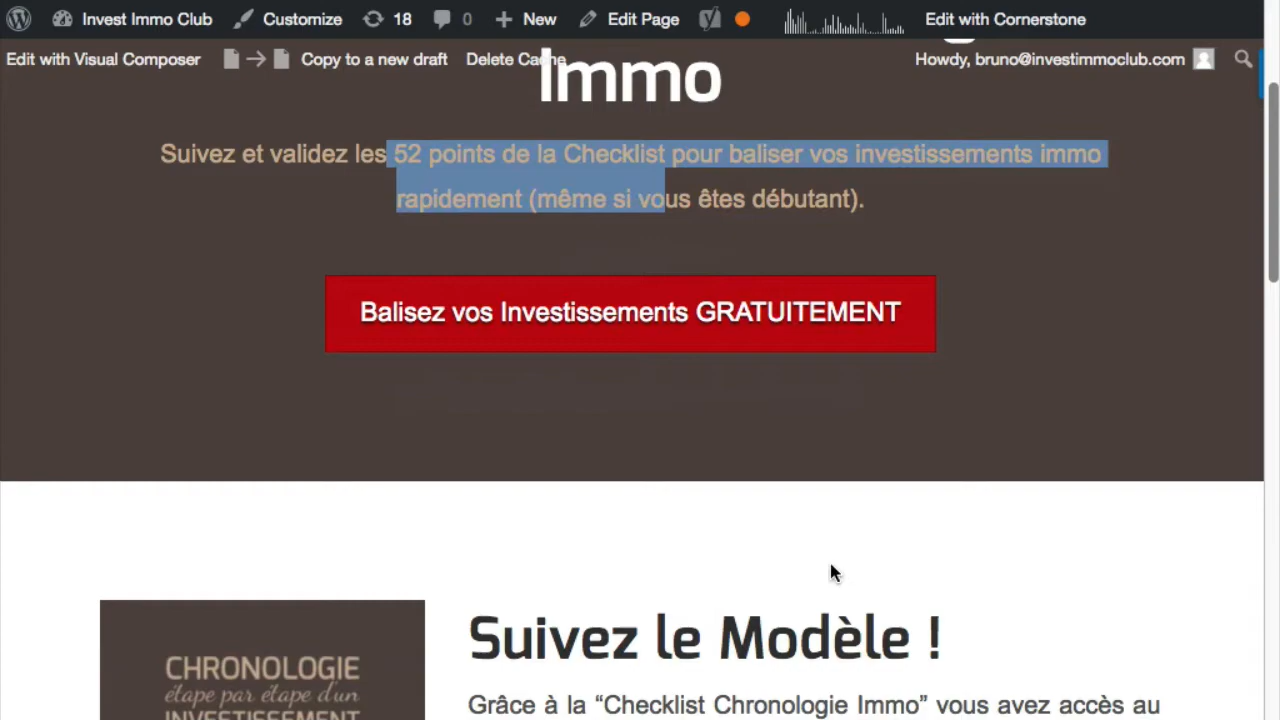 Invest Immo Club Customize 18 0 New Edit Page Edit with Cornerstone
Edit with Visual Composer Copy to a new draft Delete Cache Howdy, bruno@investimmoclub.com
Immo
Suivez et validez les 52 points de la Checklist pour baliser vos investissements immo
rapidement (même si vous êtes débutant).
Balisez vos Investissements GRATUITEMENT
Suivez le Modèle !
Grâce à la “Checklist Chronologie Immo” vous avez accès au
CHRONOLOGIE
étape par étape d'un
INVESTISSEMENT